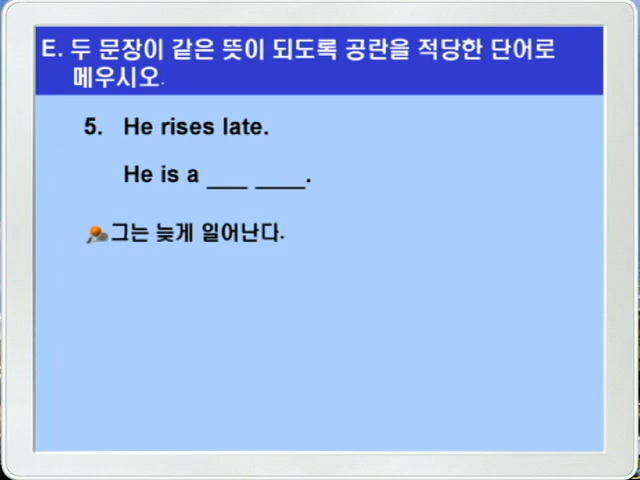 E. 두 문장이 같은 뜻이 되도록 공란을 적당한 단어로
메우시오.
5. He rises late.
He is a ___ ____.
그는 늦게 일어난다.